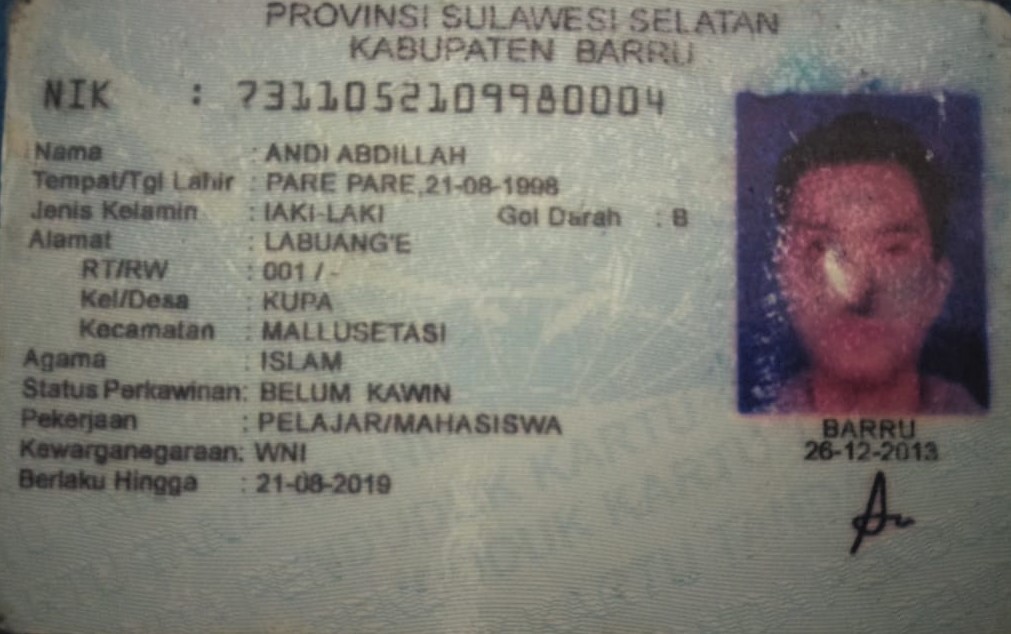 PROVINSI SULAWESI SELATAN
KABUPATEN BARRU
NIK : 7311052109980004
Nama : ANDI ABDILLAH
Tempat/Tgl Lahir : PARE PARE,21-08-1998
Jenis Kelamin : IAKI-LAKI Gol Darah : B
Alamat : LABUANG'E
RT/RW : 001 / -
Kel/Desa : KUPA
Kecamatan : MALLUSETASI
Agama : ISLAM
Status Perkawinan: BELUM KAWIN
Pekerjaan : PELAJAR/MAHASISWA
Kewarganegaraan: WNI
Berlaku Hingga : 21-08-2019
BARRU
26-12-2013